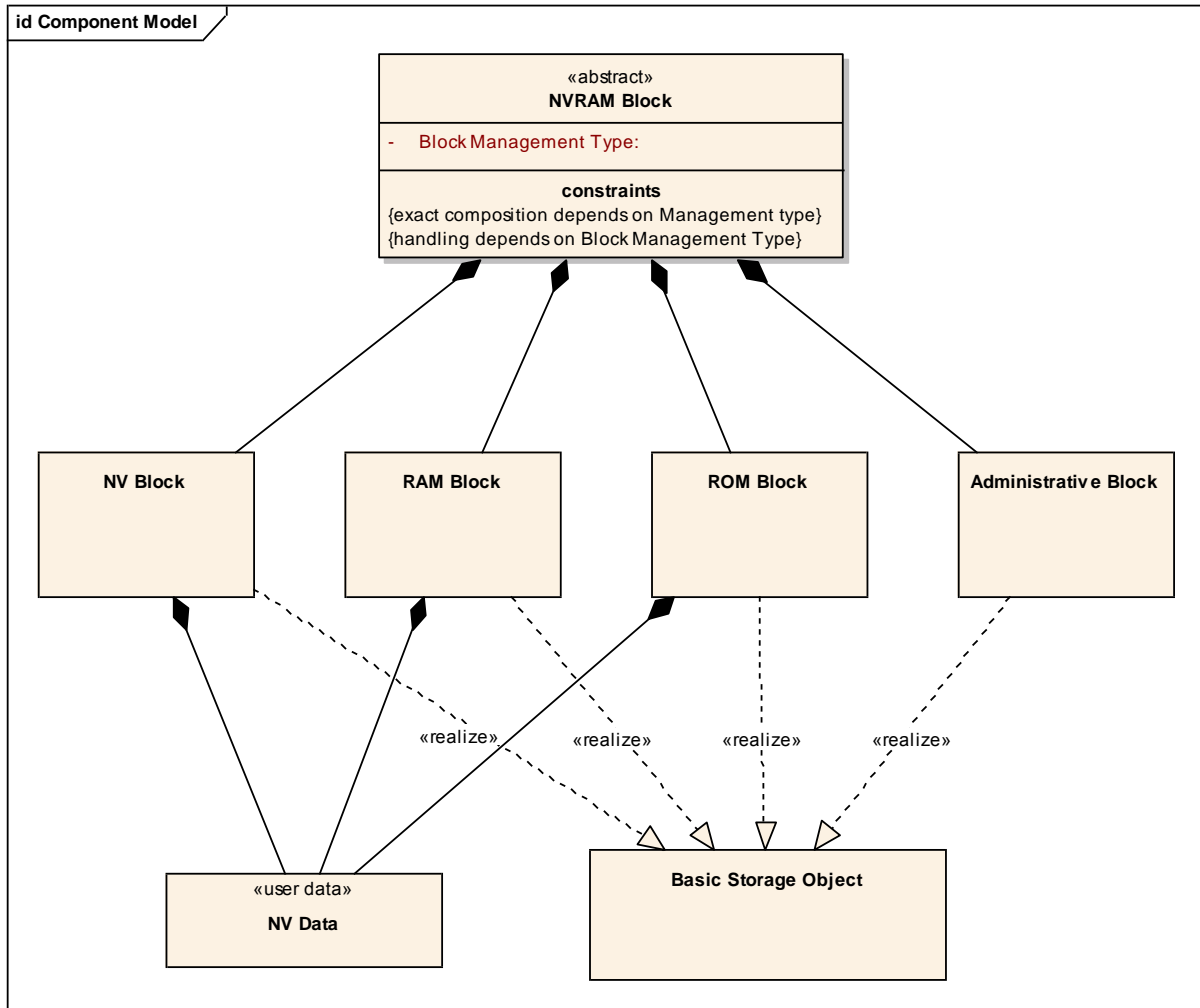 id Component Model
«abstract»
NVRAM Block
- Block Management Type:
constraints
{exact composition depends on Management type}
{handling depends on Block Management Type}
NV Block
RAM Block
ROM Block
Administrative Block
«realize»
«realize»
«realize»
«realize»
«user data»
NV Data
Basic Storage Object